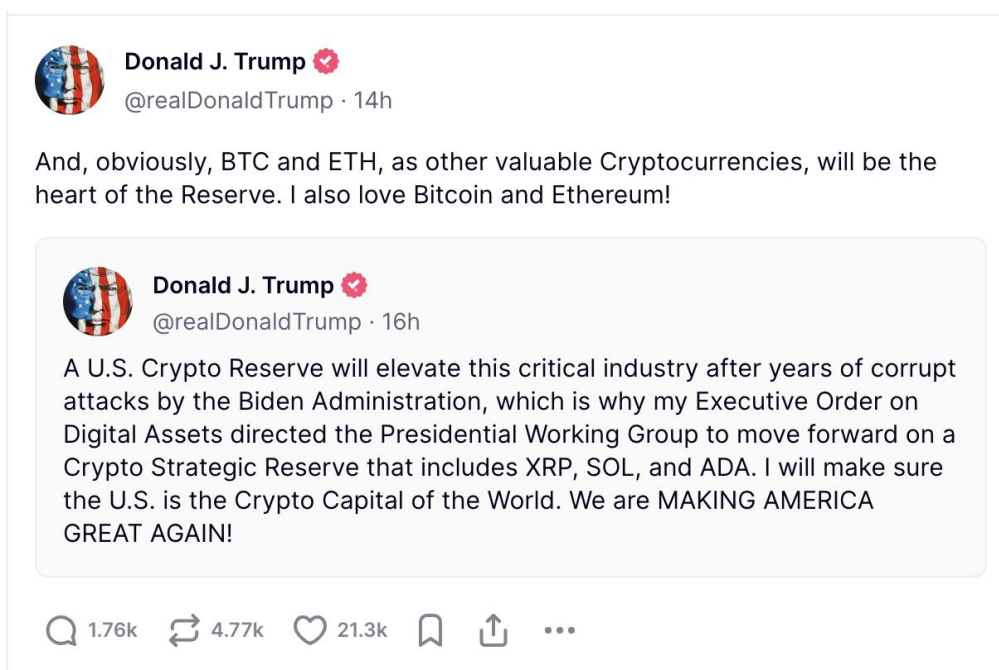 Donald J. Trump
@realDonaldTrump · 14h
And, obviously, BTC and ETH, as other valuable Cryptocurrencies, will be the
heart of the Reserve. I also love Bitcoin and Ethereum!
Donald J. Trump
@realDonaldTrump · 16h
A U.S. Crypto Reserve will elevate this critical industry after years of corrupt
attacks by the Biden Administration, which is why my Executive Order on
Digital Assets directed the Presidential Working Group to move forward on a
Crypto Strategic Reserve that includes XRP, SOL, and ADA. I will make sure
the U.S. is the Crypto Capital of the World. We are MAKING AMERICA
GREAT AGAIN!
1.76k 4.77k 21.3k